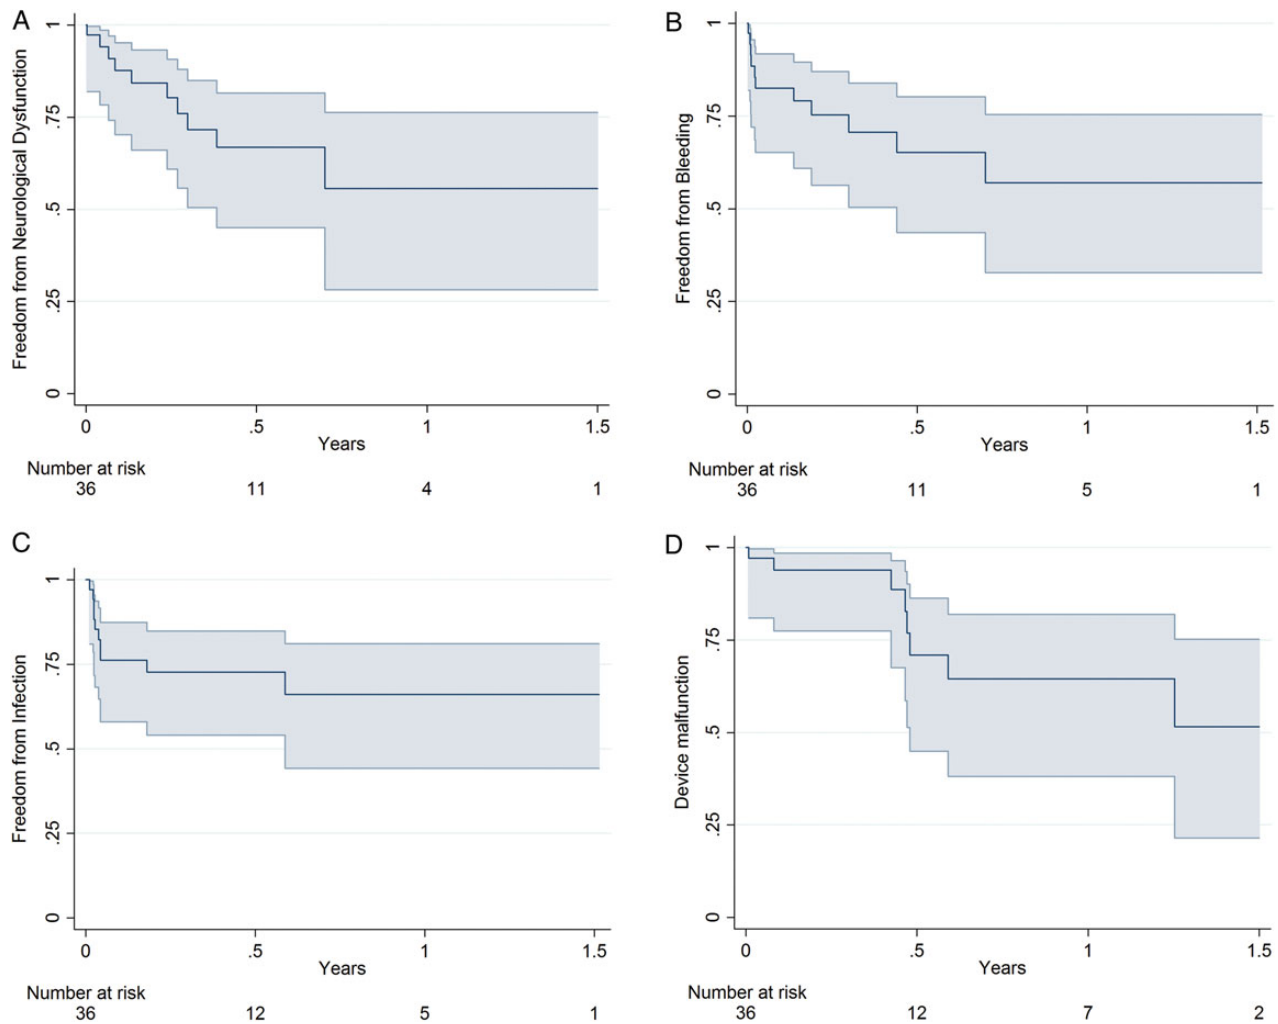 A
Freedom from Neurological Dysfunction
1
.75
.5
.25
0
0 .5 1 1.5
Years
Number at risk
36 11 4 1
B
Freedom from Bleeding
1
.75
.5
.25
0
0 .5 1 1.5
Years
Number at risk
36 11 5 1
C
Freedom from Infection
1
.75
.5
.25
0
0 .5 1 1.5
Years
Number at risk
36 12 5 1
D
Device malfunction
1
.75
.5
.25
0
0 .5 1 1.5
Years
Number at risk
36 12 7 2